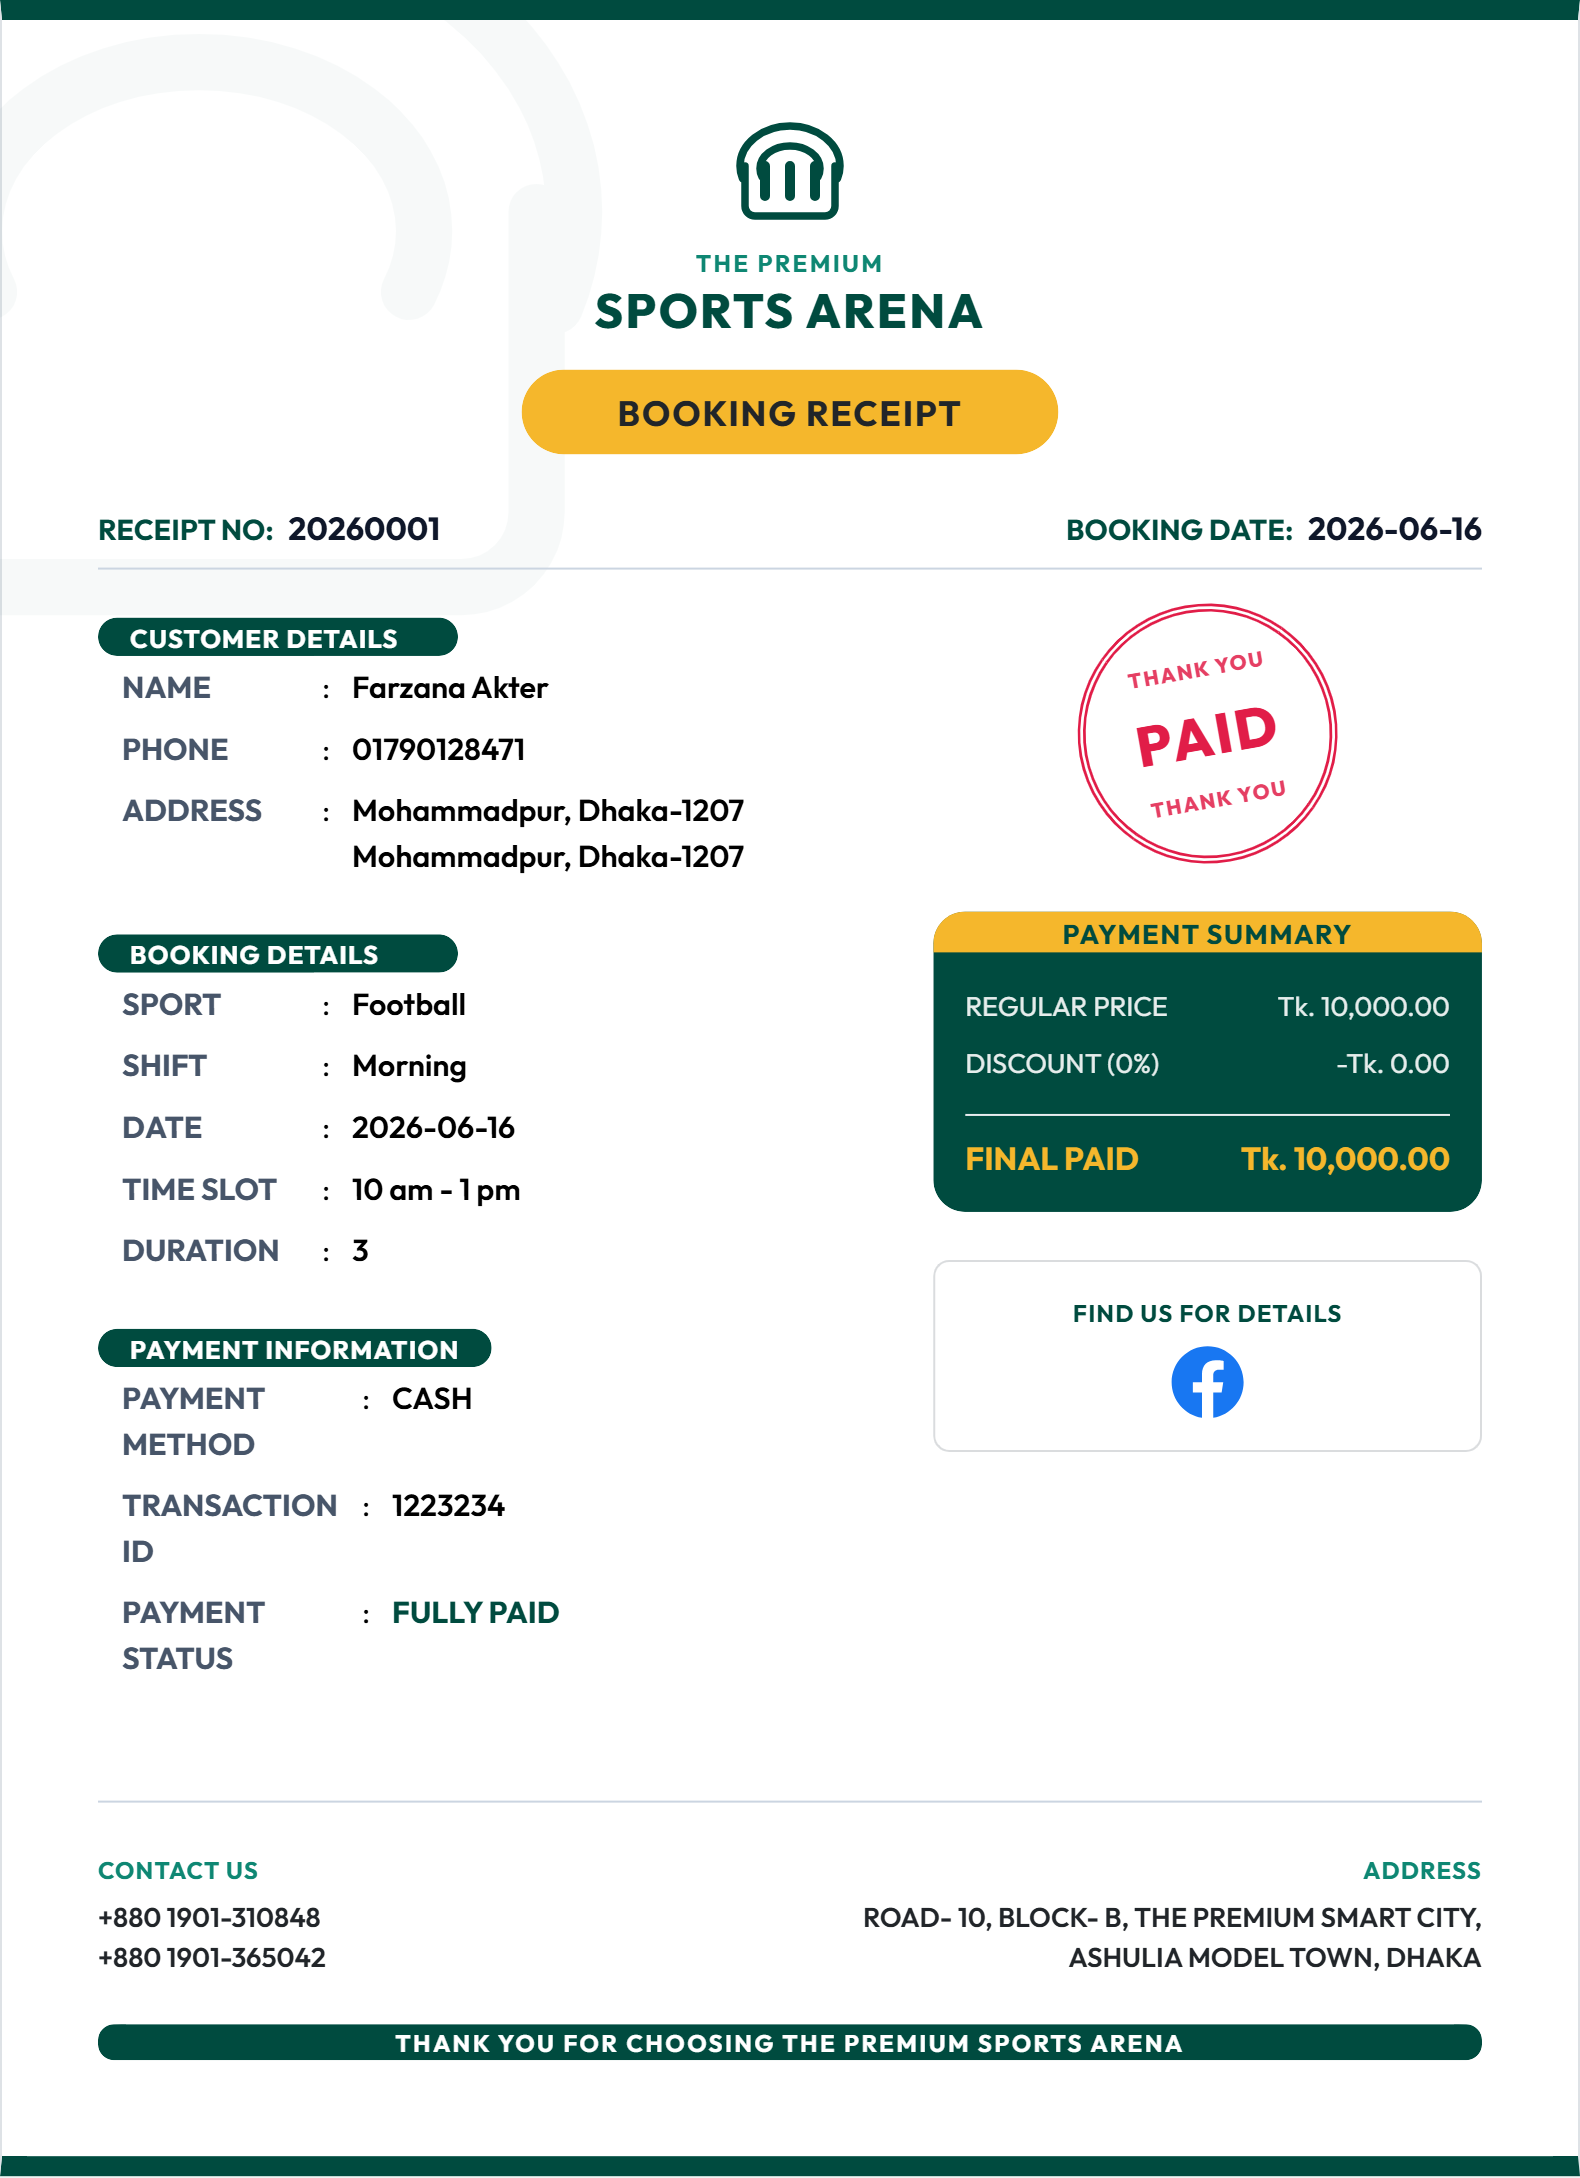 THE PREMIUM
SPORTS ARENA
BOOKING RECEIPT
RECEIPT NO: 20260001
BOOKING DATE: 2026-06-16
CUSTOMER DETAILS
NAME : Farzana Akter
PHONE : 01790128471
ADDRESS : Mohammadpur, Dhaka-1207
Mohammadpur, Dhaka-1207
THANK YOU
PAID
THANK YOU
BOOKING DETAILS
SPORT : Football
SHIFT : Morning
DATE : 2026-06-16
TIME SLOT : 10 am - 1 pm
DURATION : 3
PAYMENT SUMMARY
REGULAR PRICE Tk. 10,000.00
DISCOUNT (0%) -Tk. 0.00
FINAL PAID Tk. 10,000.00
FIND US FOR DETAILS
PAYMENT INFORMATION
PAYMENT : CASH
METHOD
TRANSACTION : 1223234
ID
PAYMENT : FULLY PAID
STATUS
CONTACT US
+880 1901-310848
+880 1901-365042
ADDRESS
ROAD- 10, BLOCK- B, THE PREMIUM SMART CITY,
ASHULIA MODEL TOWN, DHAKA
THANK YOU FOR CHOOSING THE PREMIUM SPORTS ARENA